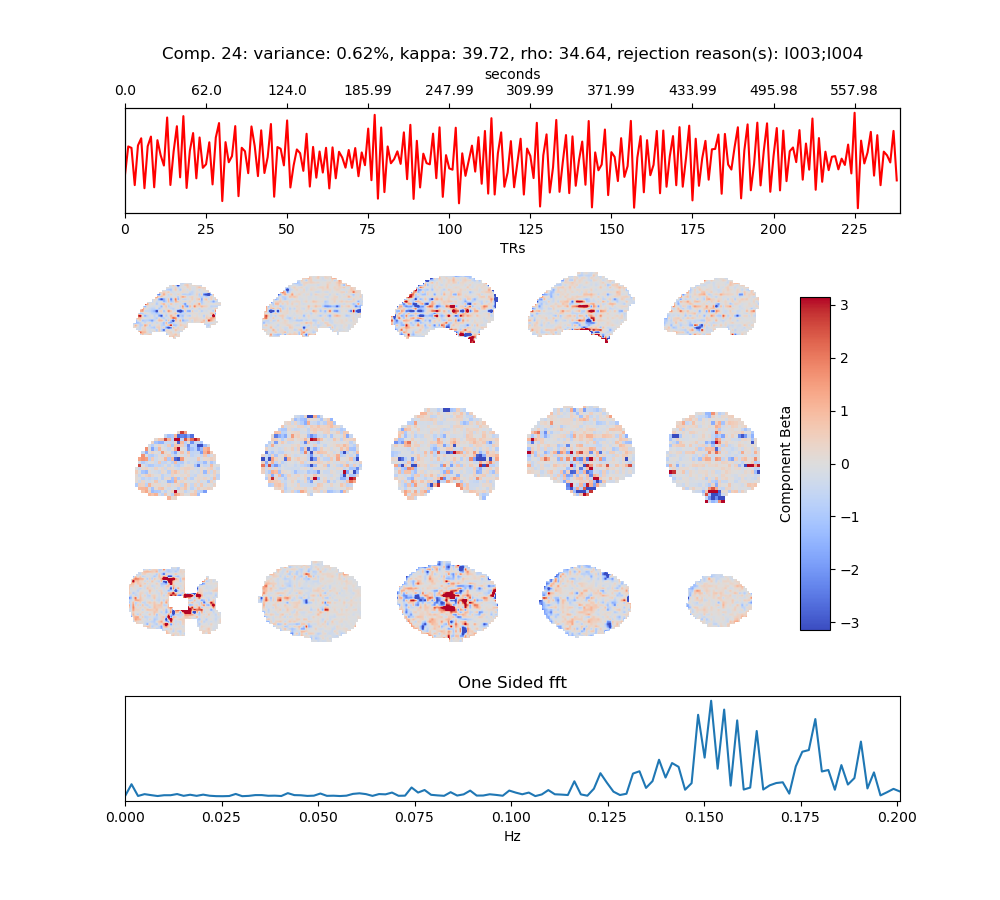 Comp. 24: variance: 0.62%, kappa: 39.72, rho: 34.64, rejection reason(s): I003;I004
seconds
0.0 62.0 124.0 185.99 247.99 309.99 371.99 433.99 495.98 557.98
0 25 50 75 100 125 150 175 200 225
TRs
3
2
1
0
−1
−2
−3
Component Beta
One Sided fft
0.000 0.025 0.050 0.075 0.100 0.125 0.150 0.175 0.200
Hz